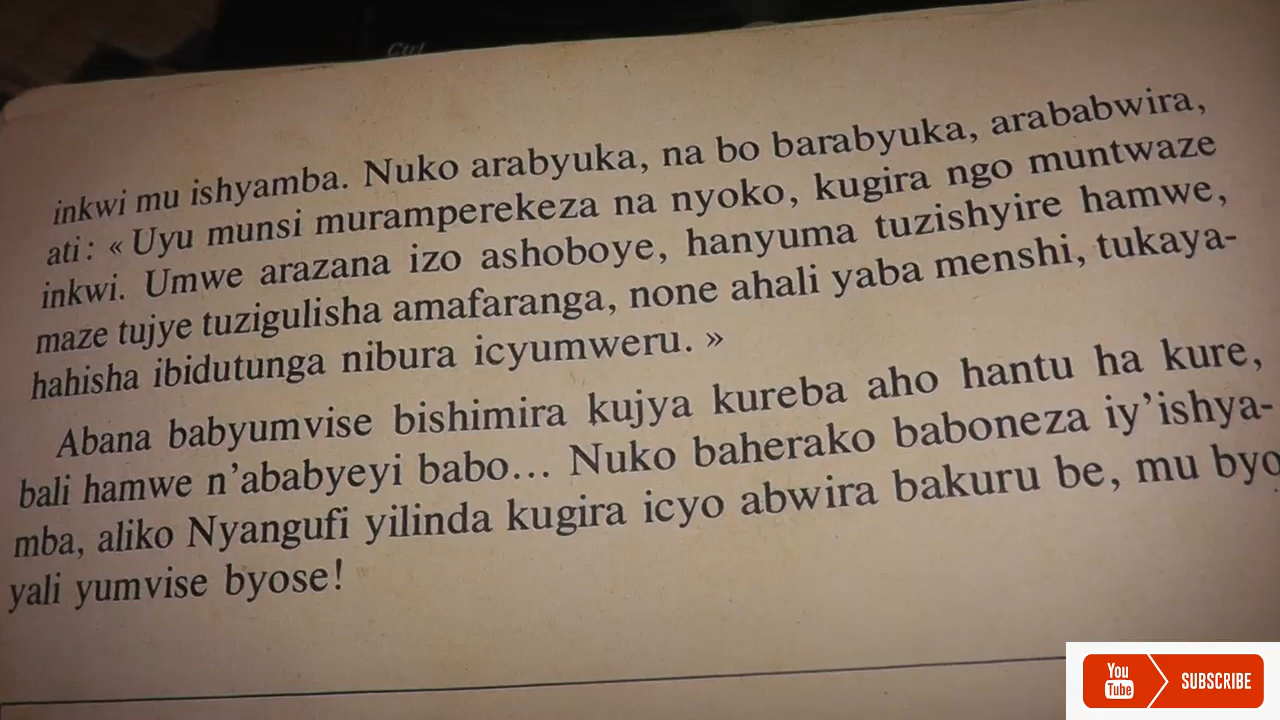 Ctrl
inkwi mu ishyamba. Nuko arabyuka, na bo barabyuka, arababwira,
ati : « Uyu munsi muramperekeza na nyoko, kugira ngo muntwaze
inkwi. Umwe arazana izo ashoboye, hanyuma tuzishyire hamwe,
maze tujye tuzigulisha amafaranga, none ahali yaba menshi, tukaya-
hahisha ibidutunga nibura icyumweru. »
Abana babyumvise bishimira kujya kureba aho hantu ha kure,
bali hamwe n’ababyeyi babo... Nuko baherako baboneza iy’ishya-
mba, aliko Nyangufi yilinda kugira icyo abwira bakuru be, mu byo
yali yumvise byose!
You Tube SUBSCRIBE